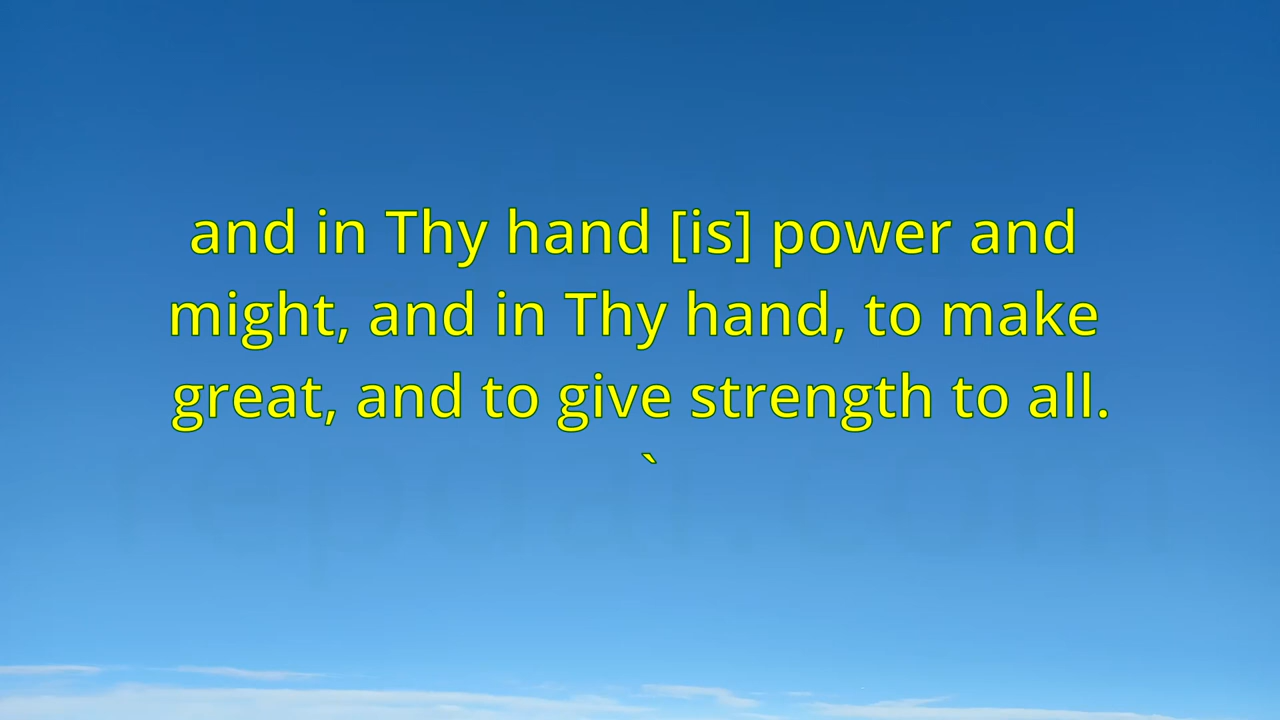 and in Thy hand [is] power and
might, and in Thy hand, to make
great, and to give strength to all.
`